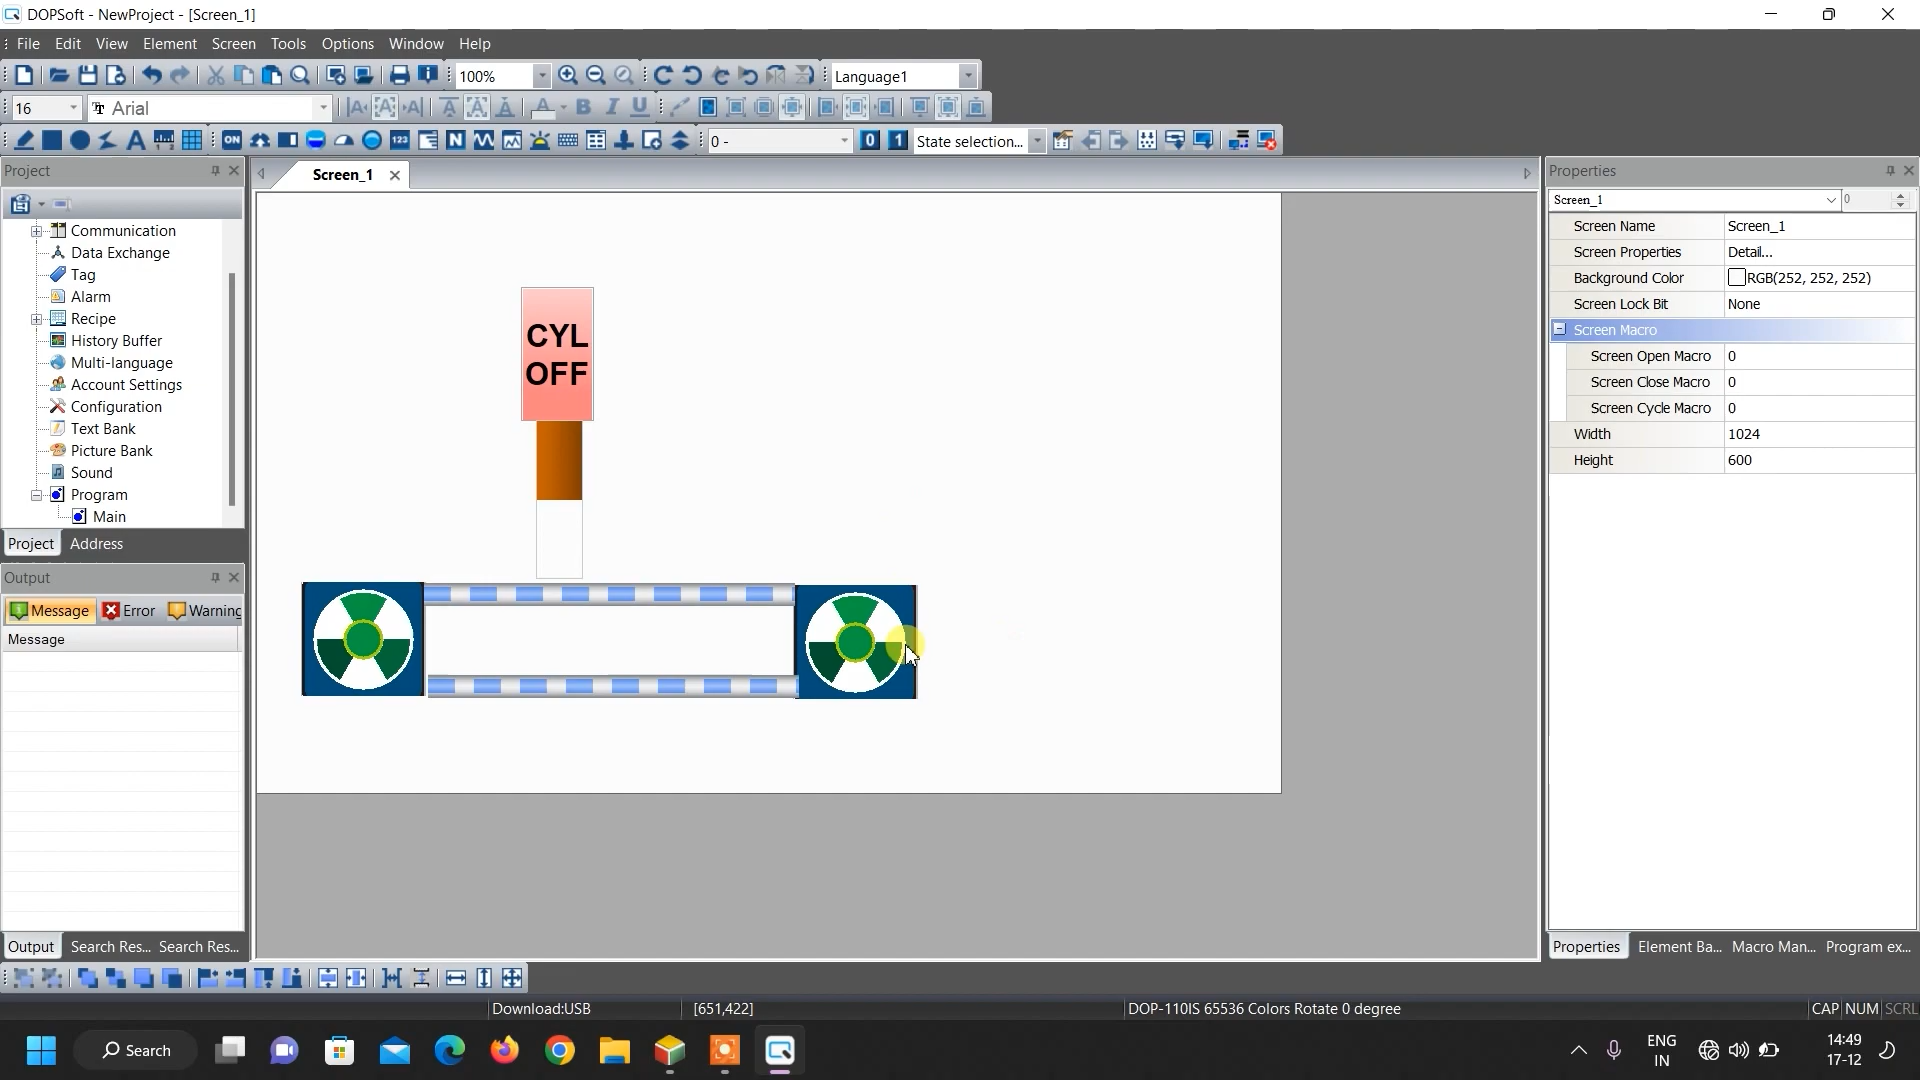 DOPSoft - NewProject - [Screen_1]
File Edit View Element Screen Tools Options Window Help
100% Language1
16 Arial
ON 123 N 0 - 0 1 State selection...
Project
Screen_1
Properties
Screen_1 0
Communication
Data Exchange
Tag
Alarm
Recipe
History Buffer
Multi-language
Account Settings
Configuration
Text Bank
Picture Bank
Sound
Program
Main
Project Address
Output
Message Error Warning
Message
Output Search Res... Search Res...
CYL
OFF
Screen Name Screen_1
Screen Properties Detail...
Background Color RGB(252, 252, 252)
Screen Lock Bit None
Screen Macro
Screen Open Macro 0
Screen Close Macro 0
Screen Cycle Macro 0
Width 1024
Height 600
Properties Element Ba... Macro Man... Program ex...
Download:USB [651,422] DOP-110IS 65536 Colors Rotate 0 degree CAP NUM SCRL
Search
ENG
IN
14:49
17-12